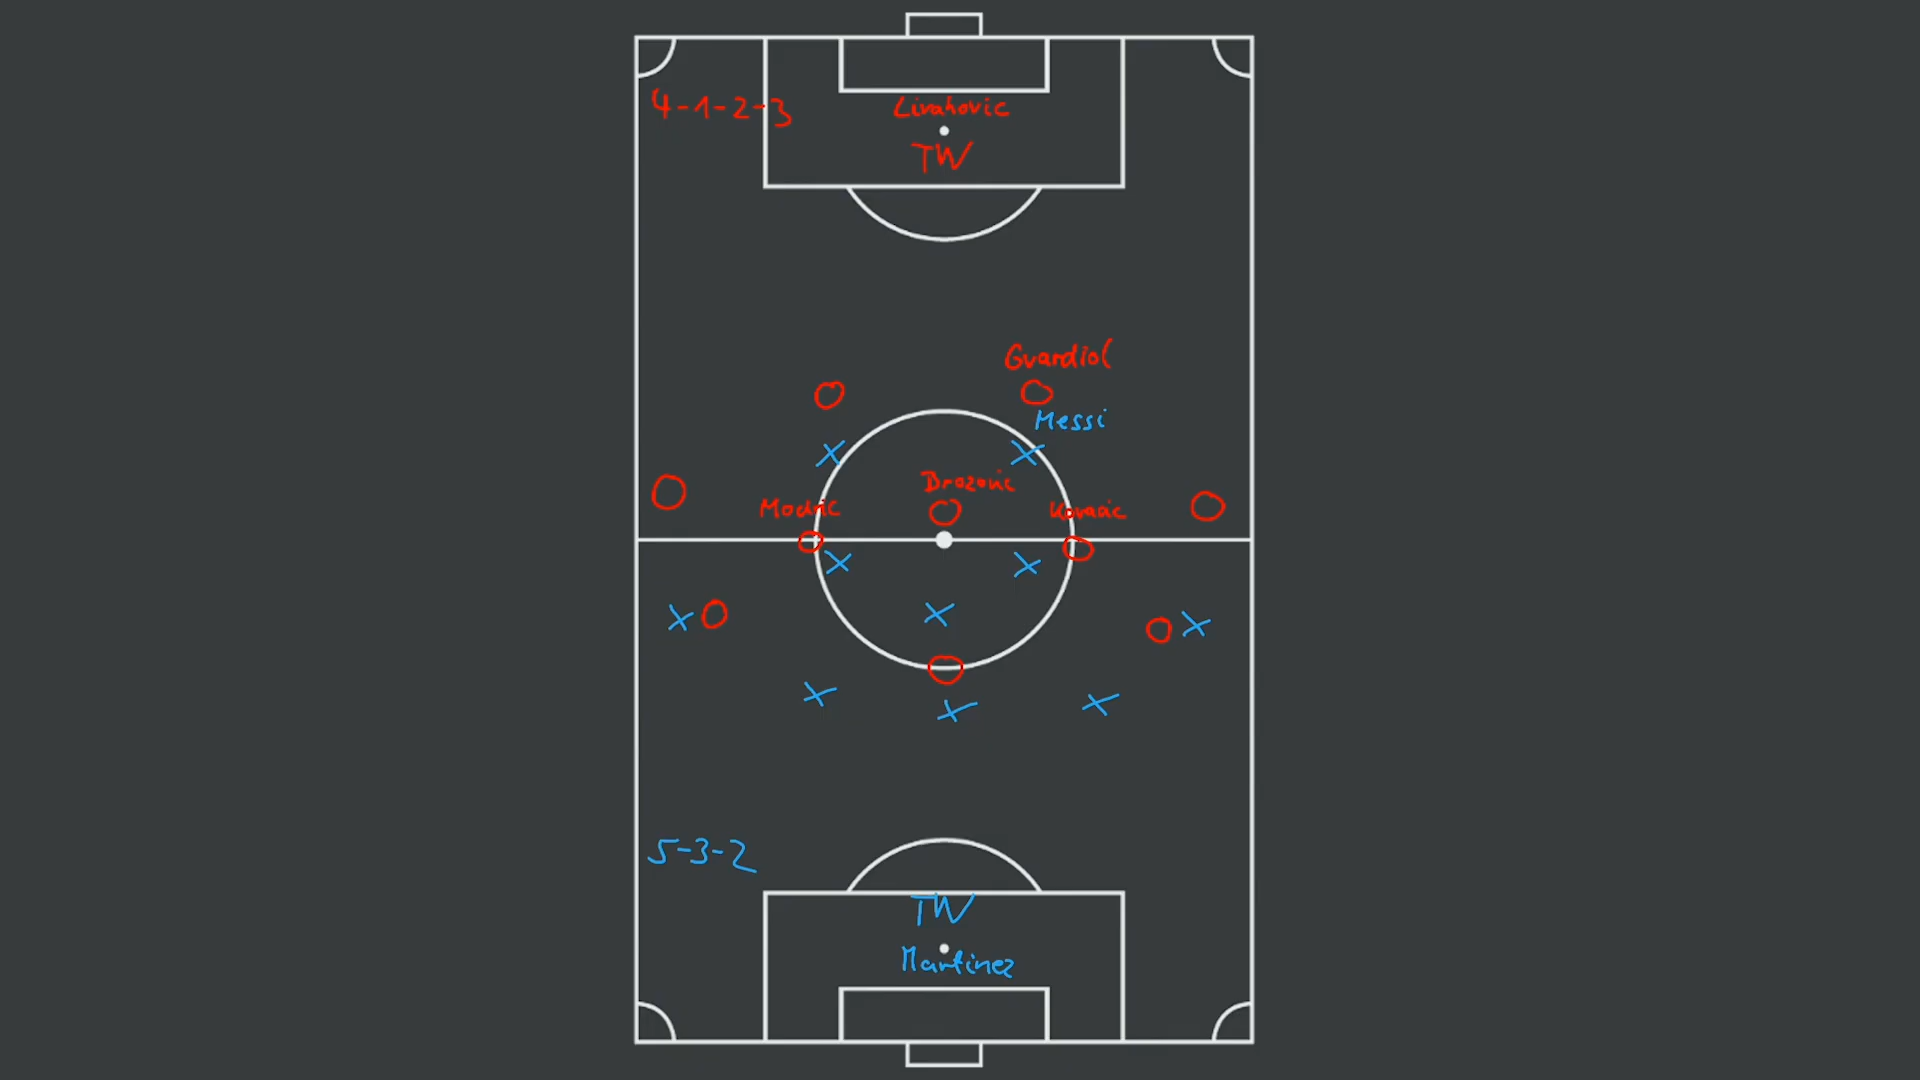 4-1-2-3
Livakovic
TW
Gvardiol
Messi
Brozovic
Modric
Kovacic
5-3-2
TW
Martinez